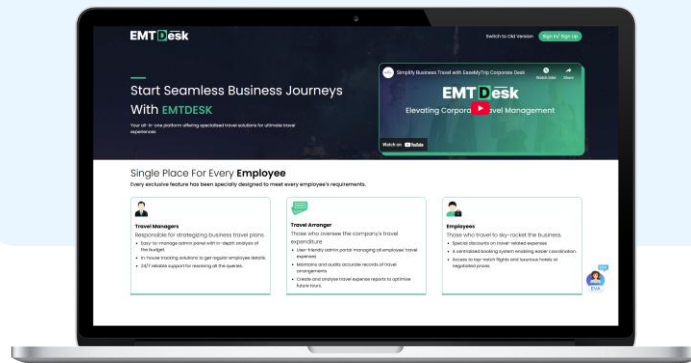 EMTDesk
Switch to Old Version
Sign In/ Sign Up
Start Seamless Business Journeys
With EMTDESK
Your all-in-one platform offering specialised travel solutions for ultimate travel
experiences
Simplify Business Travel with EaseMyTrip Corporate Desk
Watch later
Share
EMTDesk
Elevating Corporate Travel Management
Watch on YouTube
Single Place For Every Employee
Every exclusive feature has been specially designed to meet every employee's requirements.
Travel Managers
Responsible for strategizing business travel plans
• Easy-to-manage admin panel with in-depth analysis of
the budget.
• In-house tracking solutions to get regular employee details.
• 24/7 reliable support for resolving all the queries.
Travel Arranger
Those who oversee the company's travel
expenditure
• User-friendly admin portal managing all employees' travel
expenses
• Maintains and audits accurate records of travel
arrangements
• Create and analyse travel expense reports to optimize
future tours.
Employees
Those who travel to sky-rocket the business.
• Special discounts on travel-related expenses
• A centralised booking system enabling easier coordination
• Access to top-notch flights and luxurious hotels at
negotiated prices.
EVA